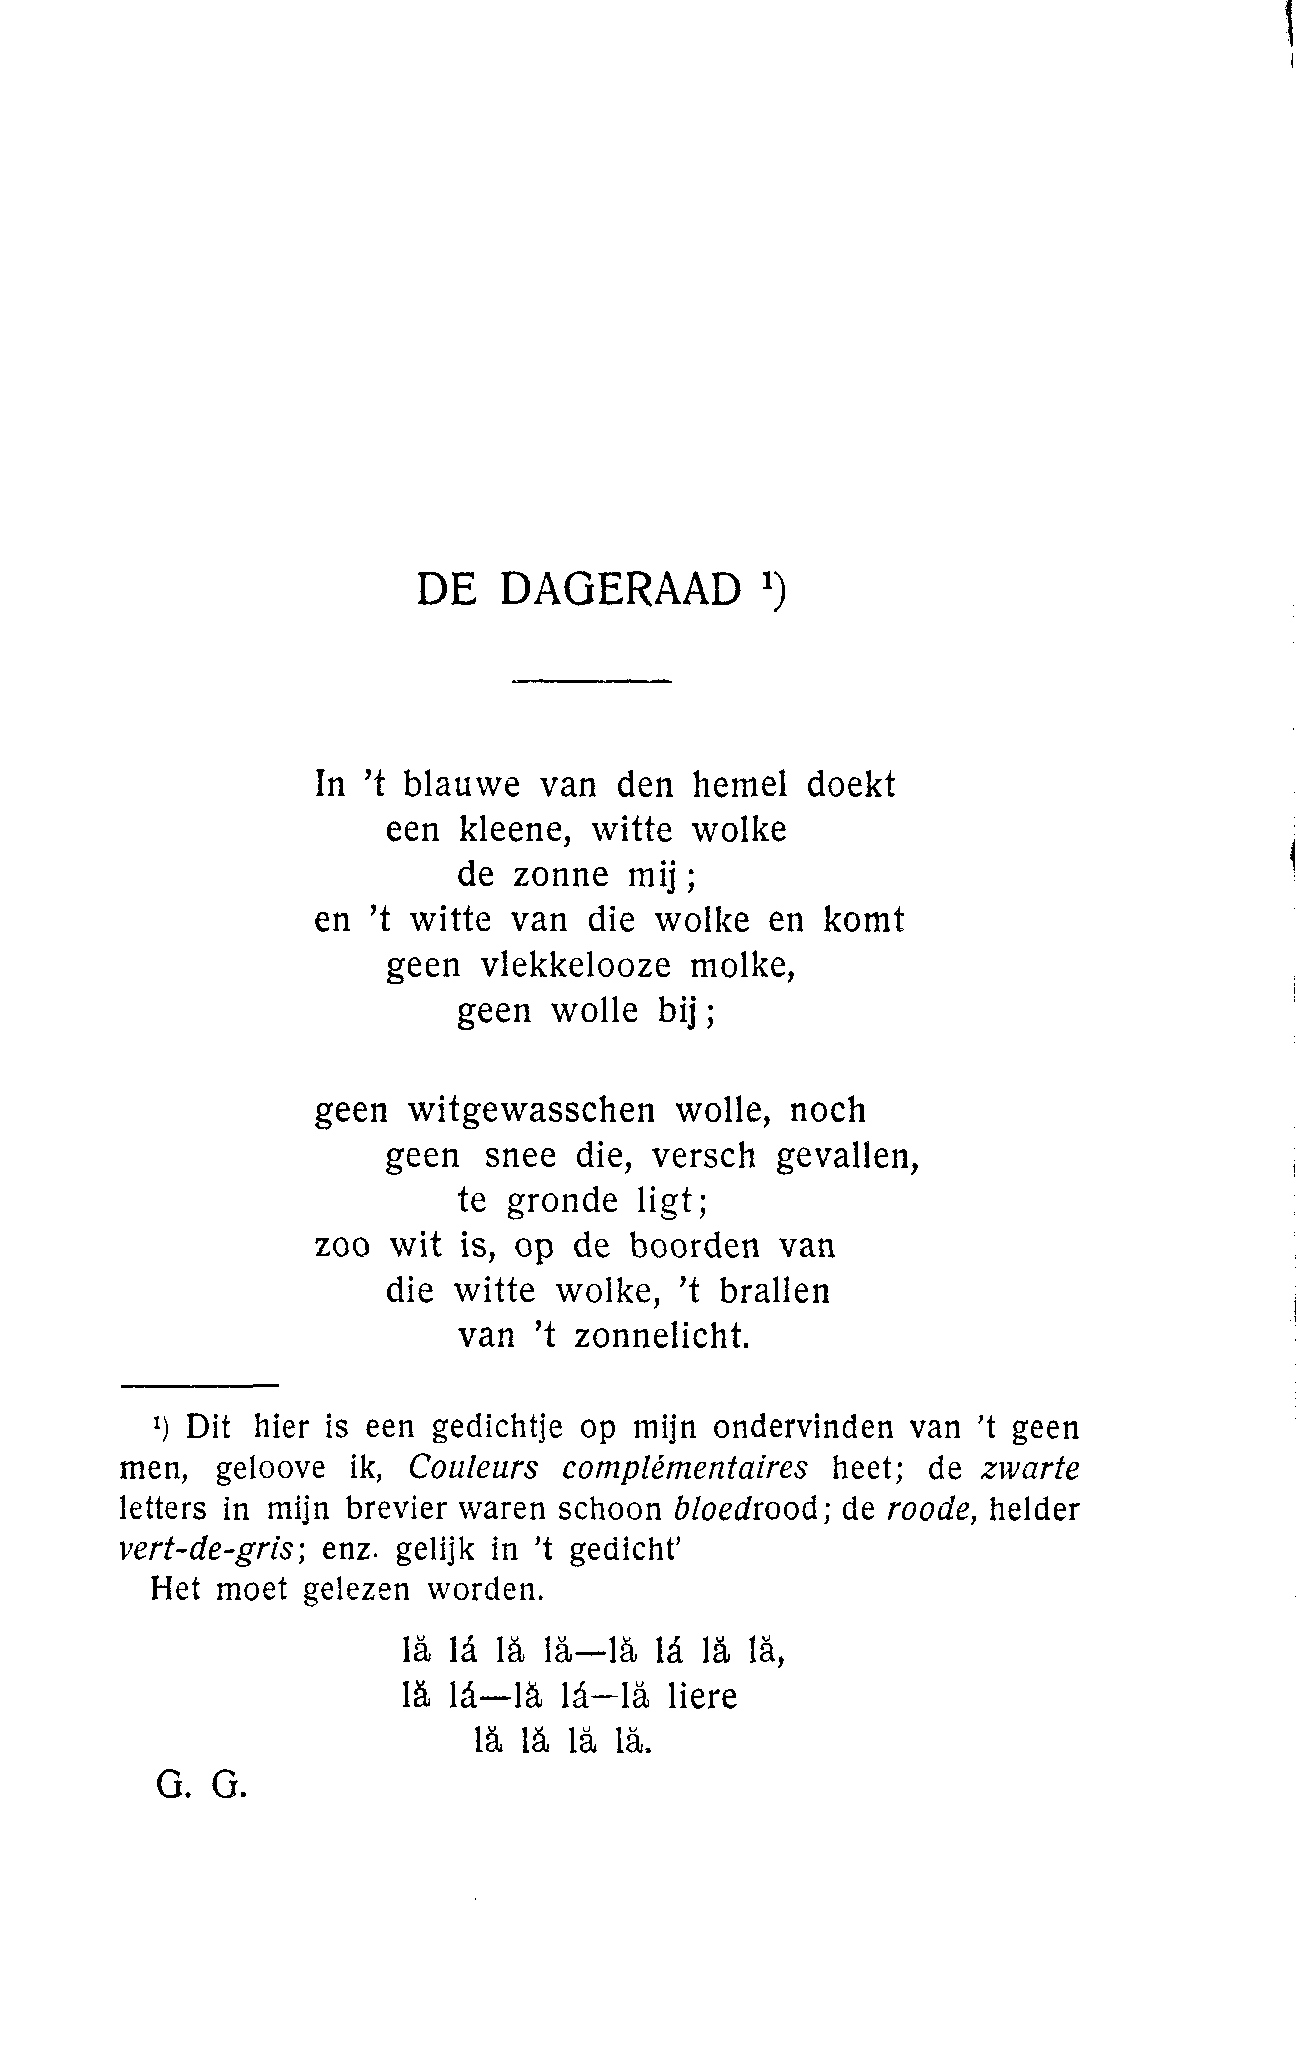 DE DAGERAAD ¹)
In ’t blauwe van den hemel doekt
een kleene, witte wolke
de zonne mij ;
en ’t witte van die wolke en komt
geen vlekkelooze molke,
geen wolle bij ;
geen witgewasschen wolle, noch
geen snee die, versch gevallen,
te gronde ligt ;
zoo wit is, op de boorden van
die witte wolke, ’t brallen
van ’t zonnelicht.
¹) Dit hier is een gedichtje op mijn ondervinden van ’t geen
men, geloove ik, Couleurs complémentaires heet; de zwarte
letters in mijn brevier waren schoon bloedrood; de roode, helder
vert-de-gris; enz. gelijk in ’t gedicht’
Het moet gelezen worden.
lă lá lă lă—lă lá lă lă,
lă lá—lă lá—lă liere
lă lă lă lă.
G. G.